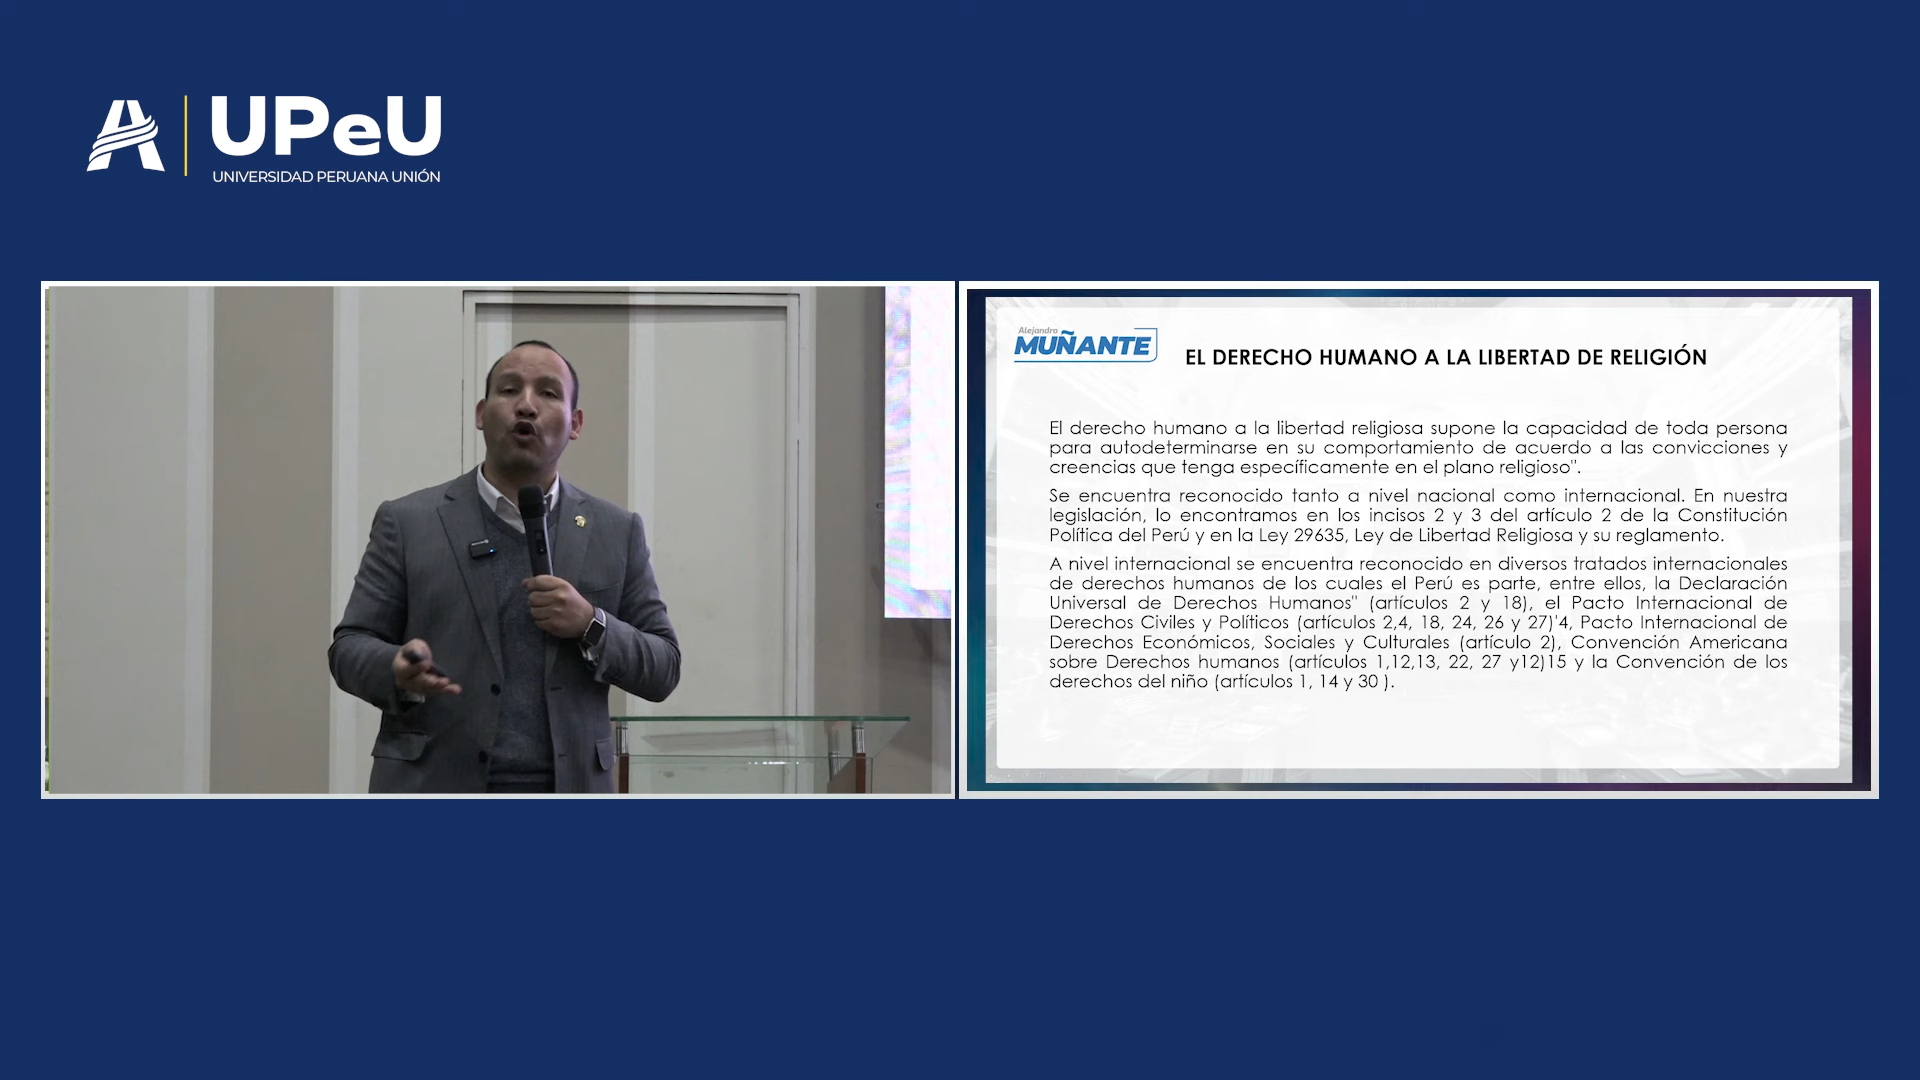 UPeU
UNIVERSIDAD PERUANA UNIÓN
Alejandro
MUÑANTE
EL DERECHO HUMANO A LA LIBERTAD DE RELIGIÓN
El derecho humano a la libertad religiosa supone la capacidad de toda persona
para autodeterminarse en su comportamiento de acuerdo a las convicciones y
creencias que tenga específicamente en el plano religioso".
Se encuentra reconocido tanto a nivel nacional como internacional. En nuestra
legislación, lo encontramos en los incisos 2 y 3 del artículo 2 de la Constitución
Política del Perú y en la Ley 29635, Ley de Libertad Religiosa y su reglamento.
A nivel internacional se encuentra reconocido en diversos tratados internacionales
de derechos humanos de los cuales el Perú es parte, entre ellos, la Declaración
Universal de Derechos Humanos" (artículos 2 y 18), el Pacto Internacional de
Derechos Civiles y Políticos (artículos 2,4, 18, 24, 26 y 27)'4, Pacto Internacional de
Derechos Económicos, Sociales y Culturales (artículo 2), Convención Americana
sobre Derechos humanos (artículos 1,12,13, 22, 27 y12)15 y la Convención de los
derechos del niño (artículos 1, 14 y 30 ).